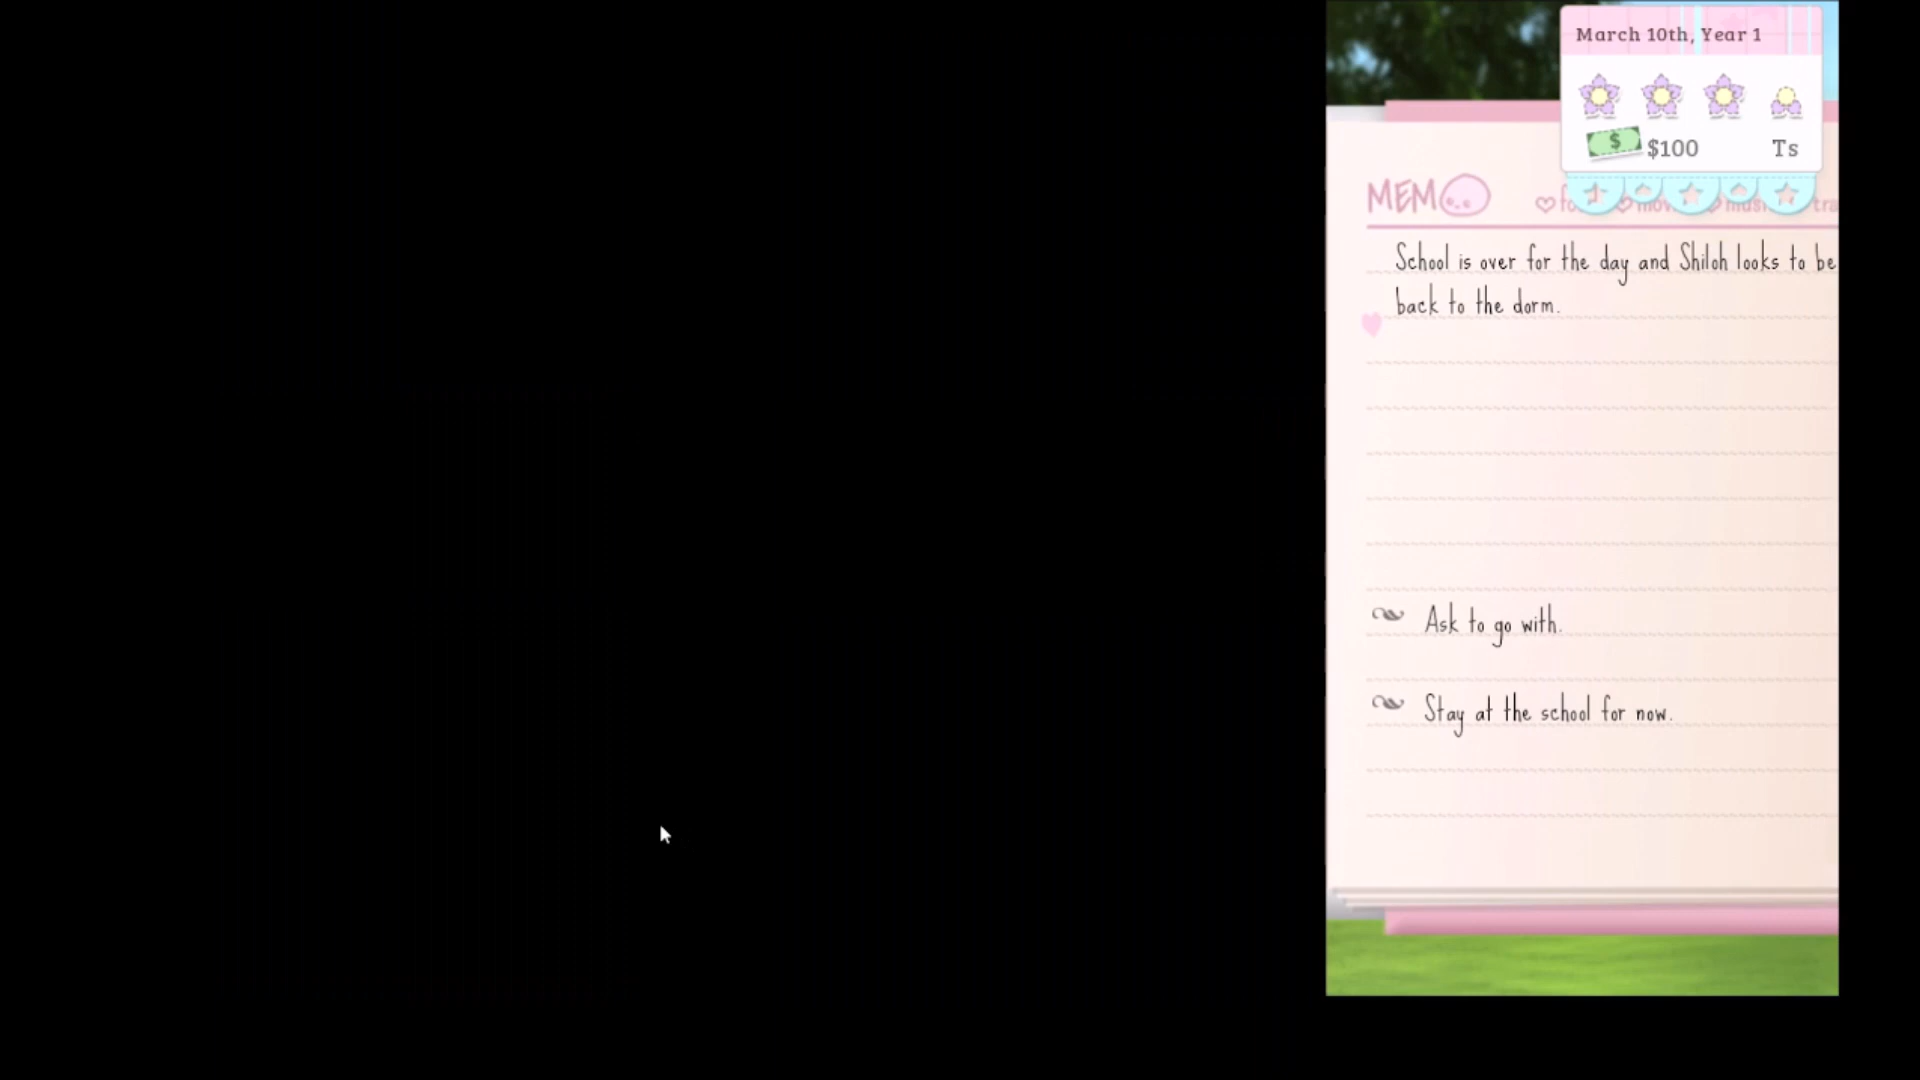 March 10th, Year 1
$100 Ts
MEMO
School is over for the day and Shiloh looks to be
back to the dorm.
Ask to go with.
Stay at the school for now.